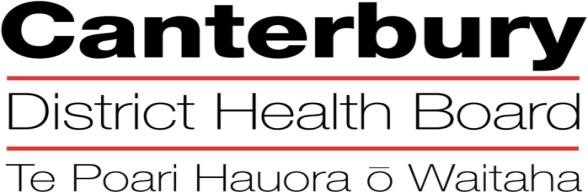 Canterbury
District Health Board
Te Poari Hauora ō Waitaha